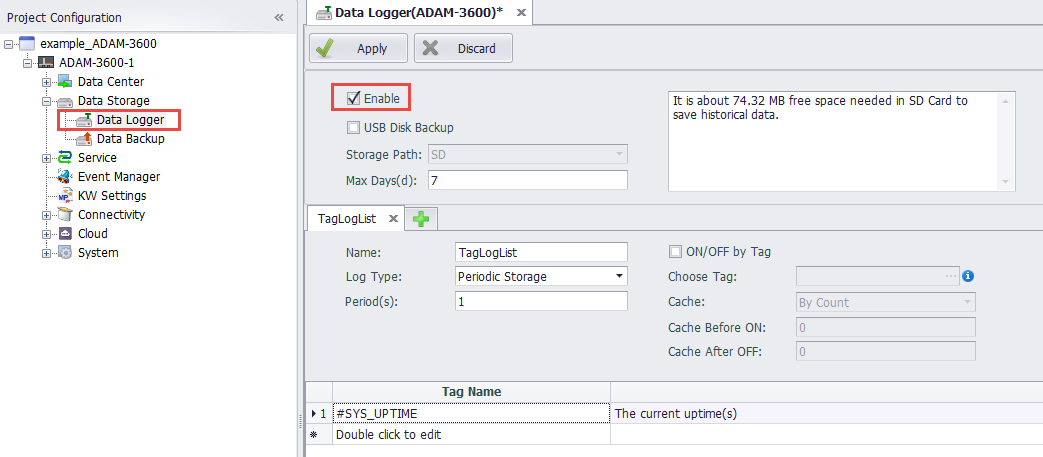 Project Configuration
example_ADAM-3600
ADAM-3600-1
Data Center
Data Storage
Data Logger
Data Backup
Service
Event Manager
KW Settings
Connectivity
Cloud
System
Data Logger(ADAM-3600)*
Apply
Discard
Enable
USB Disk Backup
Storage Path: SD
Max Days(d): 7
It is about 74.32 MB free space needed in SD Card to
save historical data.
TagLogList
Name: TagLogList
Log Type: Periodic Storage
Period(s): 1
ON/OFF by Tag
Choose Tag: ...
Cache: By Count
Cache Before ON: 0
Cache After OFF: 0
Tag Name
1 #SYS_UPTIME The current uptime(s)
Double click to edit